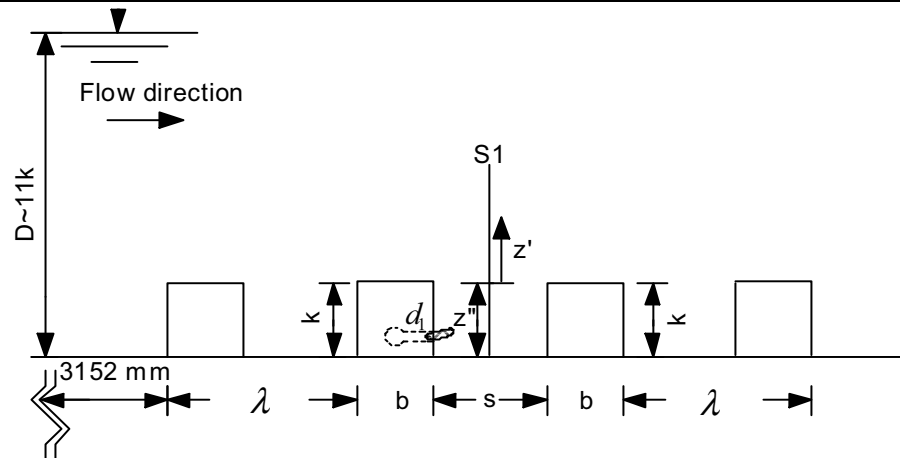 Flow direction
S1
D~11k
z'
k
d₁
z"
k
3152 mm
λ
b
s
b
λ